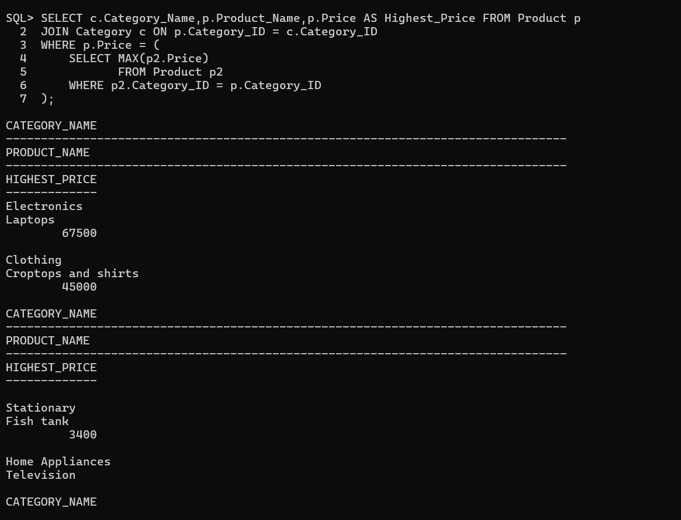 SQL> SELECT c.Category_Name,p.Product_Name,p.Price AS Highest_Price FROM Product p
  2  JOIN Category c ON p.Category_ID = c.Category_ID
  3  WHERE p.Price = (
  4      SELECT MAX(p2.Price)
  5             FROM Product p2
  6      WHERE p2.Category_ID = p.Category_ID
  7  );

CATEGORY_NAME
--------------------------------------------------------------------------------
PRODUCT_NAME
--------------------------------------------------------------------------------
HIGHEST_PRICE
-------------
Electronics
Laptops
        67500

Clothing
Croptops and shirts
        45000

CATEGORY_NAME
--------------------------------------------------------------------------------
PRODUCT_NAME
--------------------------------------------------------------------------------
HIGHEST_PRICE
-------------

Stationary
Fish tank
         3400

Home Appliances
Television

CATEGORY_NAME